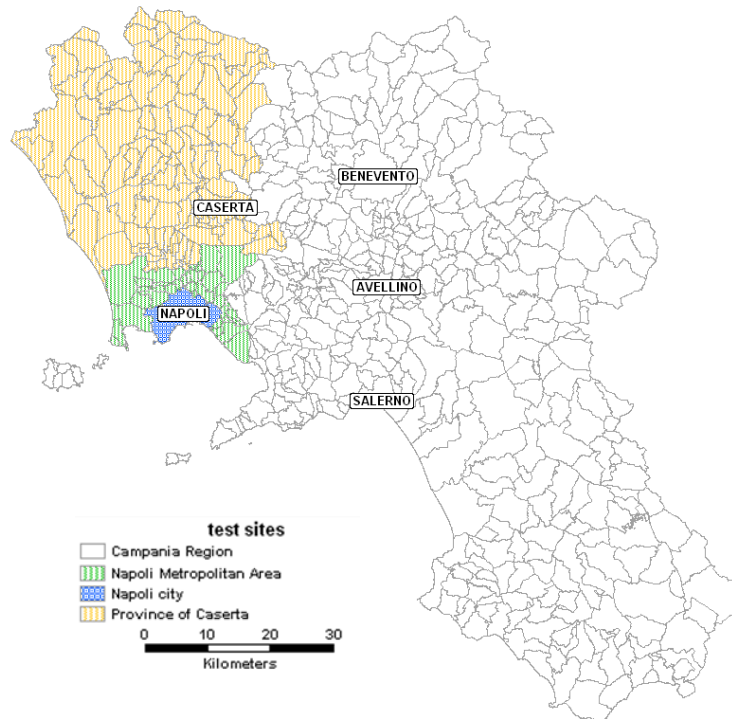 BENEVENTO
CASERTA
AVELLINO
NAPOLI
SALERNO
test sites
Campania Region
Napoli Metropolitan Area
Napoli city
Province of Caserta
0 10 20 30
Kilometers